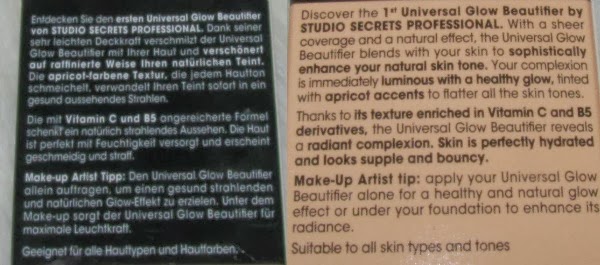 Entdecken Sie den ersten Universal Glow Beautifier
von STUDIO SECRETS PROFESSIONAL. Dank seiner
sehr leichten Deckkraft verschmilzt der Universal
Glow Beautifier mit Ihrer Haut und verschönert
auf raffinierte Weise Ihren natürlichen Teint.
Die apricot-farbene Textur, die jedem Hautton
schmeichelt, verwandelt Ihren Teint sofort in ein
gesund aussehendes Strahlen.
Die mit Vitamin C und B5 angereicherte Formel
schenkt ein natürlich strahlendes Aussehen. Die Haut
ist perfekt mit Feuchtigkeit versorgt und erscheint
geschmeidig und straff.
Make-up Artist Tipp: Den Universal Glow Beautifier
allein auftragen, um einen gesund strahlenden
und natürlichen Glow-Effekt zu erzielen. Unter dem
Make-up sorgt der Universal Glow Beautifier für
maximale Leuchtkraft.
Geeignet für alle Hauttypen und Hautfarben.
Discover the 1st Universal Glow Beautifier by
STUDIO SECRETS PROFESSIONAL. With a sheer
coverage and a natural effect, the Universal Glow
Beautifier blends with your skin to sophistically
enhance your natural skin tone. Your complexion
is immediately luminous with a healthy glow, tinted
with apricot accents to flatter all the skin tones.
Thanks to its texture enriched in Vitamin C and B5
derivatives, the Universal Glow Beautifier reveals
a radiant complexion. Skin is perfectly hydrated
and looks supple and bouncy.
Make-Up Artist tip: apply your Universal Glow
Beautifier alone for a healthy and natural glow
effect or under your foundation to enhance its
radiance.
Suitable to all skin types and tones